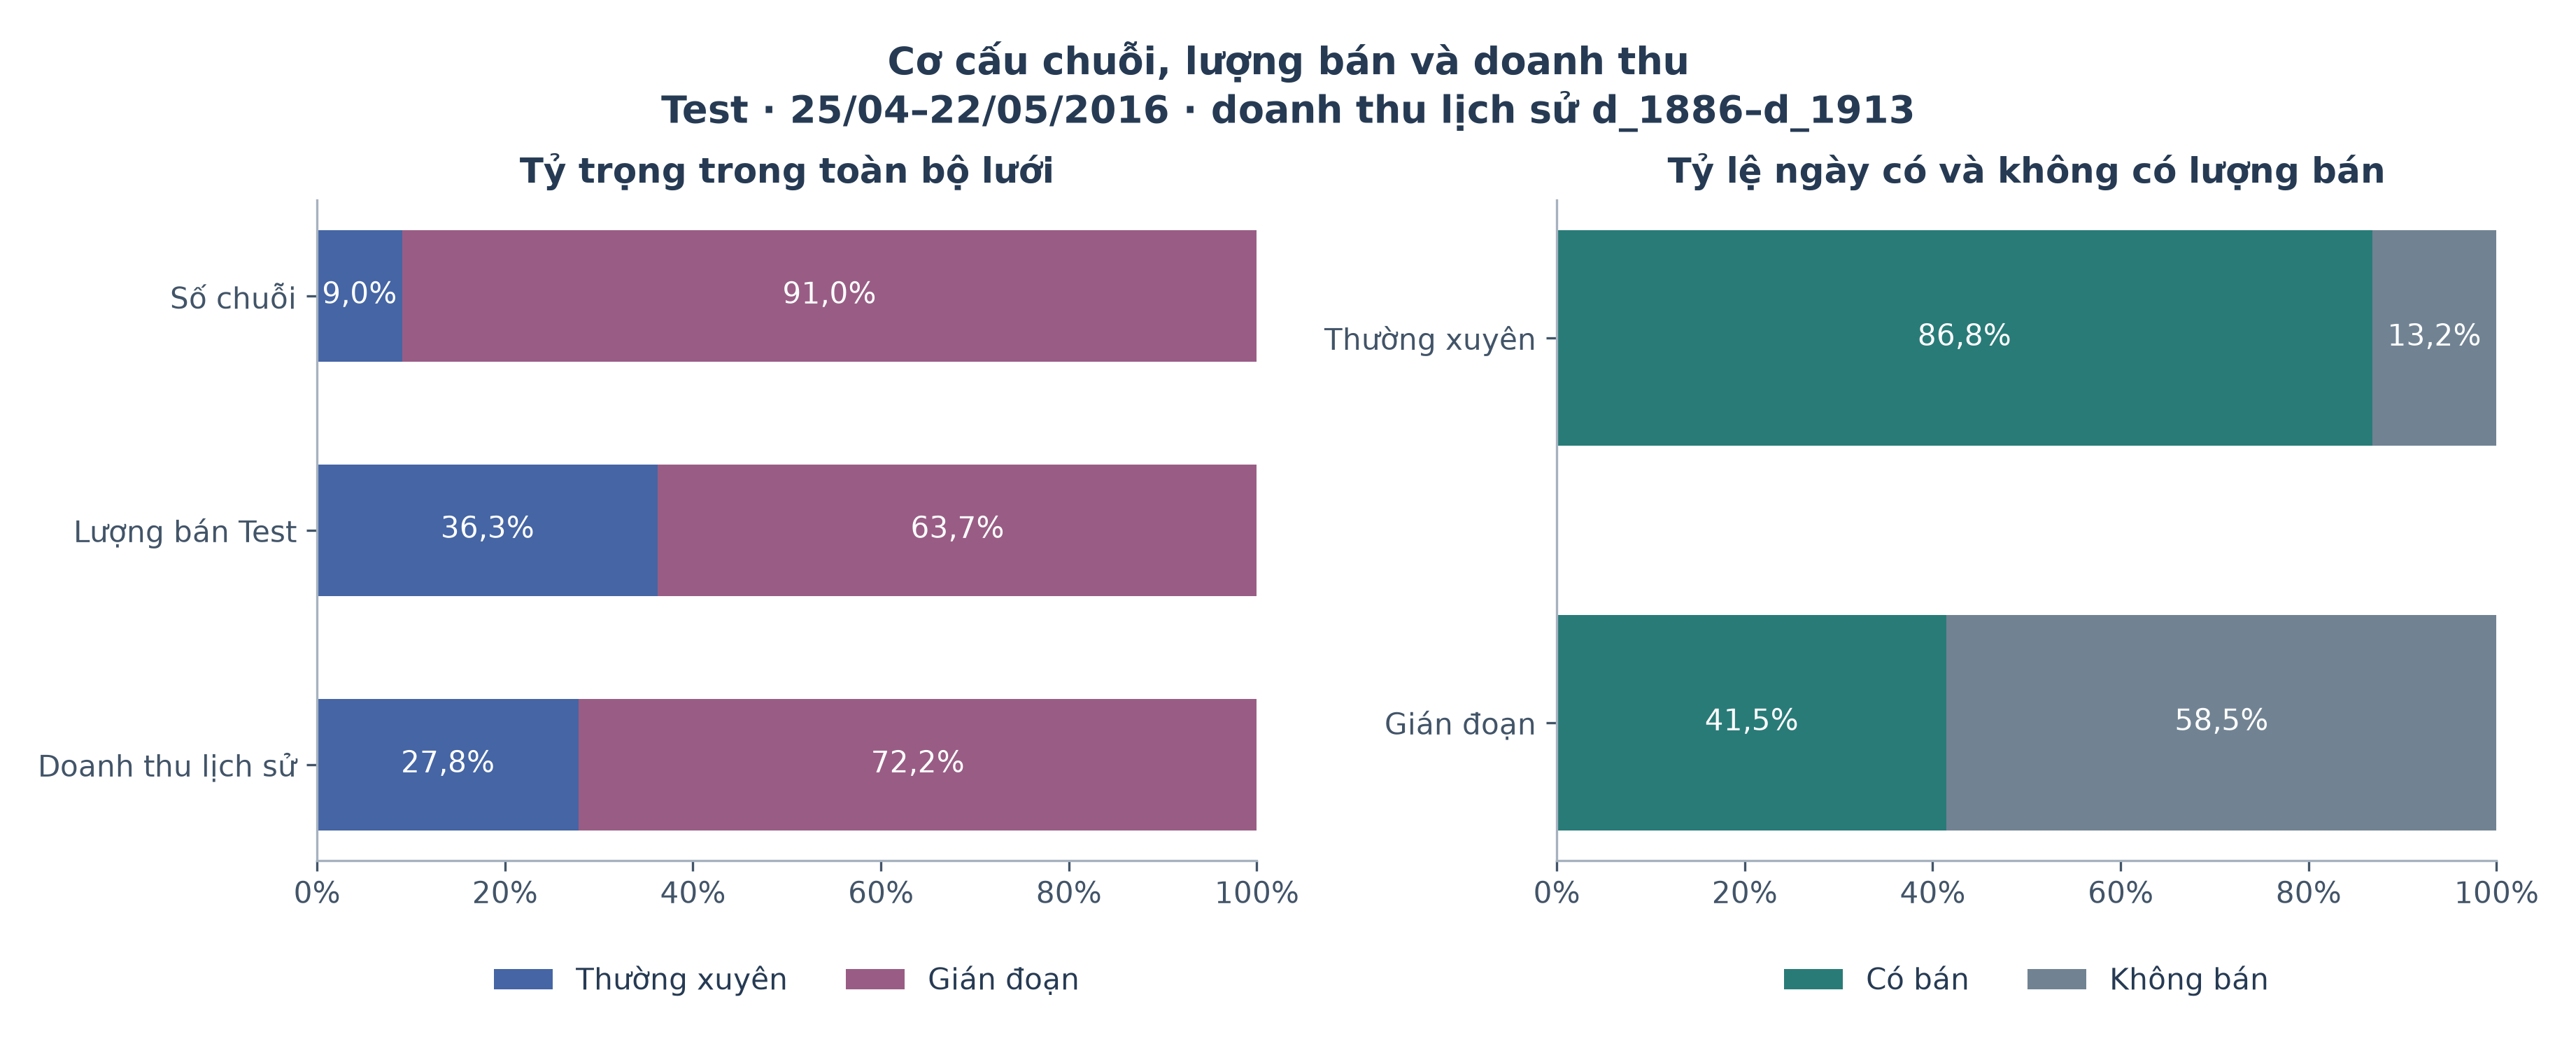 Cơ cấu chuỗi, lượng bán và doanh thu
Test · 25/04–22/05/2016 · doanh thu lịch sử d_1886–d_1913
Tỷ trọng trong toàn bộ lưới
Số chuỗi
9,0%
91,0%
Lượng bán Test
36,3%
63,7%
Doanh thu lịch sử
27,8%
72,2%
0%
20%
40%
60%
80%
100%
Thường xuyên
Gián đoạn
Tỷ lệ ngày có và không có lượng bán
Thường xuyên
86,8%
13,2%
Gián đoạn
41,5%
58,5%
0%
20%
40%
60%
80%
100%
Có bán
Không bán